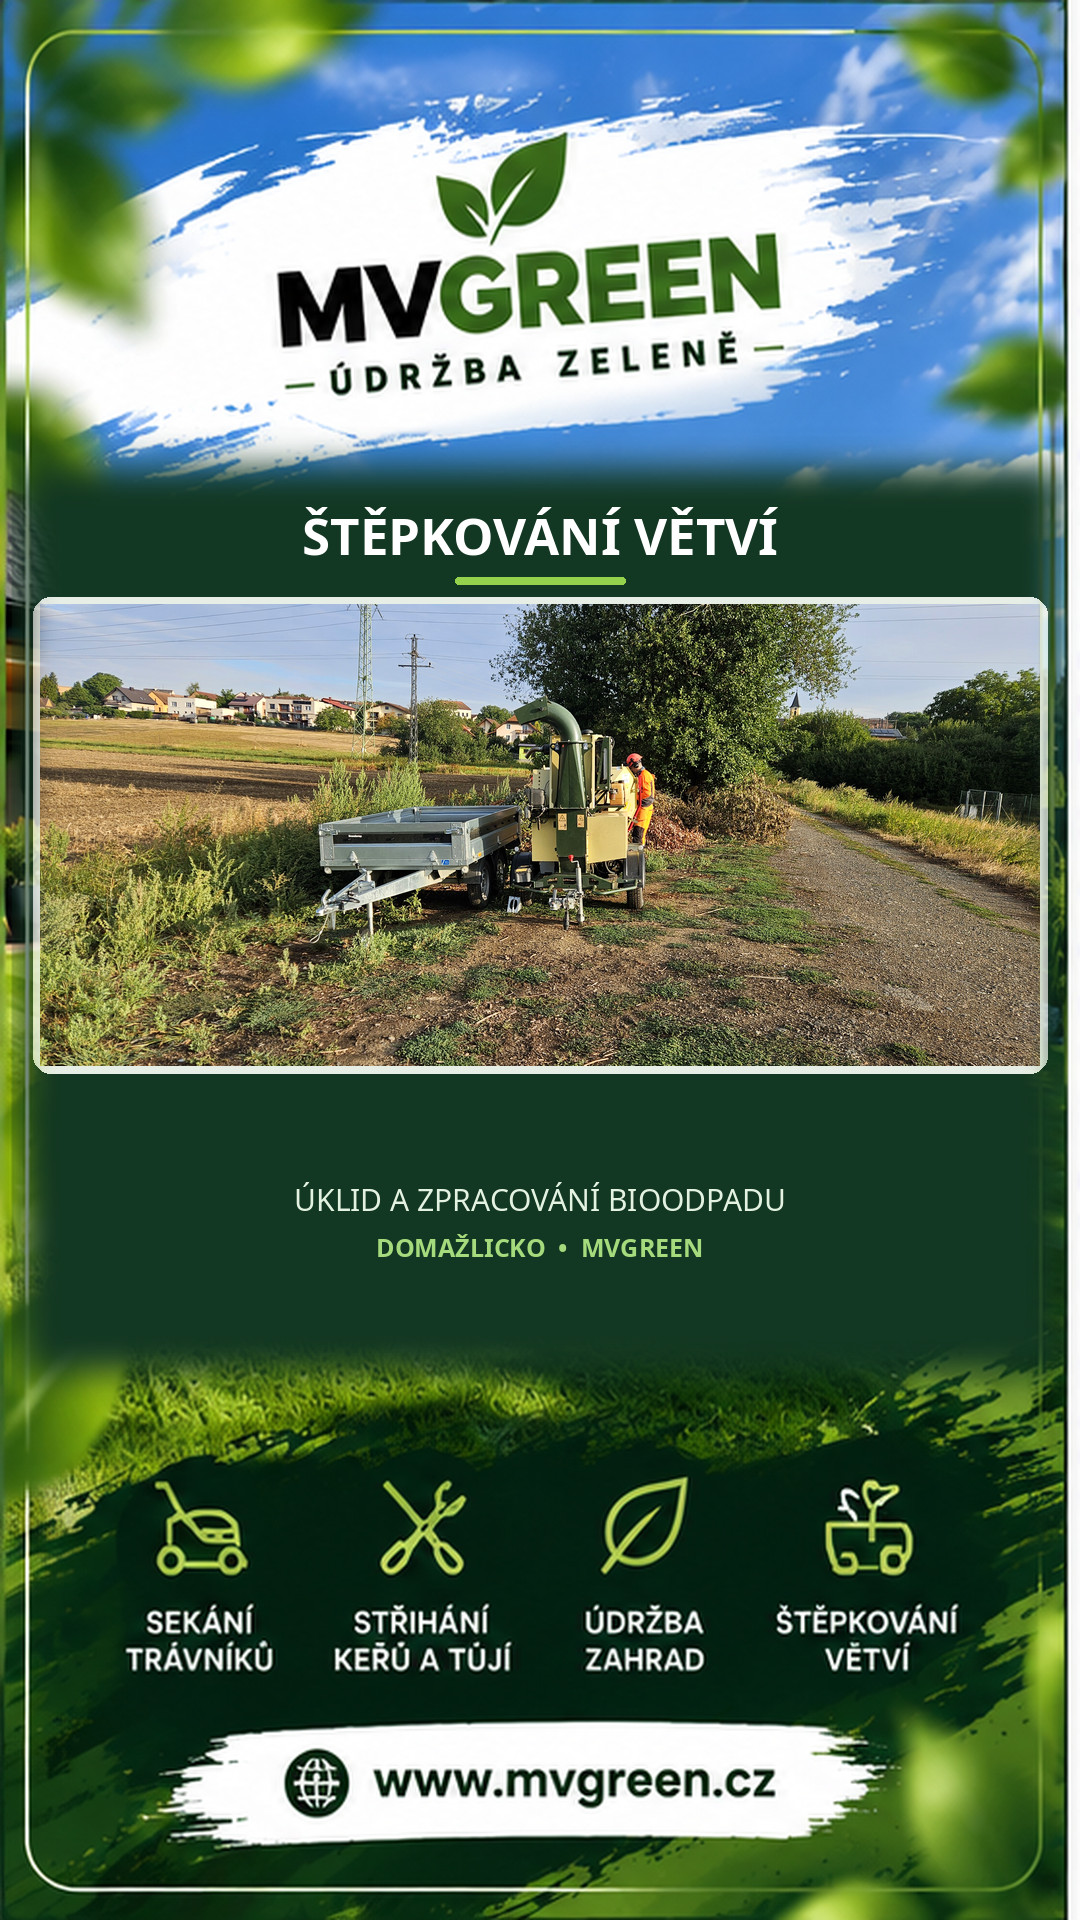 MVGREEN
ÚDRŽBA ZELENĚ
ŠTĚPKOVÁNÍ VĚTVÍ
ÚKLID A ZPRACOVÁNÍ BIOODPADU
DOMAŽLICKO • MVGREEN
SEKÁNÍ
TRÁVNÍKŮ
STŘIHÁNÍ
KEŘŮ A TÚJÍ
ÚDRŽBA
ZAHRAD
ŠTĚPKOVÁNÍ
VĚTVÍ
www.mvgreen.cz